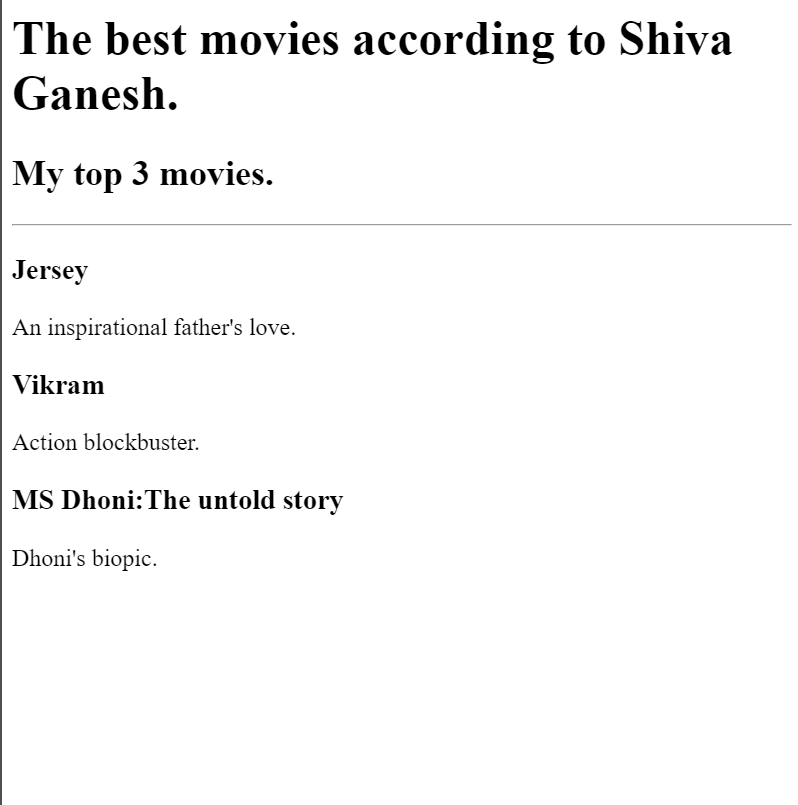 The best movies according to Shiva
Ganesh.
My top 3 movies.
Jersey
An inspirational father's love.
Vikram
Action blockbuster.
MS Dhoni:The untold story
Dhoni's biopic.